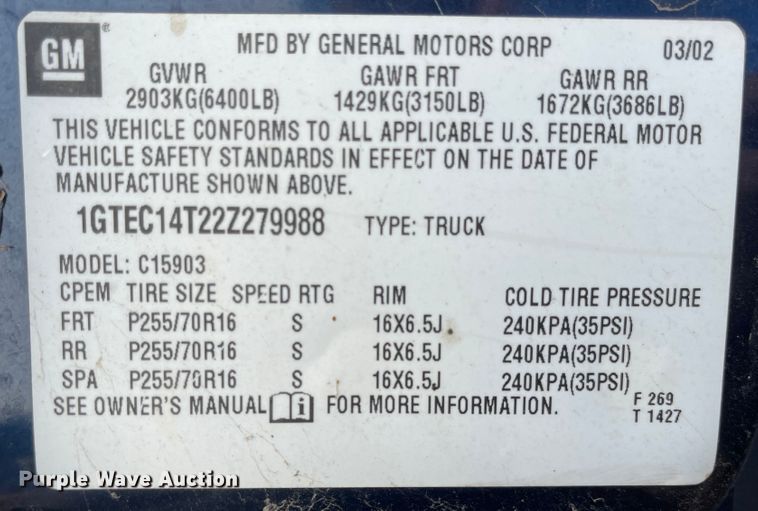 GM
MFD BY GENERAL MOTORS CORP 03/02
GVWR GAWR FRT GAWR RR
2903KG(6400LB) 1429KG(3150LB) 1672KG(3686LB)
THIS VEHICLE CONFORMS TO ALL APPLICABLE U.S. FEDERAL MOTOR
VEHICLE SAFETY STANDARDS IN EFFECT ON THE DATE OF
MANUFACTURE SHOWN ABOVE.
1GTEC14T22Z279988 TYPE: TRUCK
MODEL: C15903
CPEM TIRE SIZE SPEED RTG RIM COLD TIRE PRESSURE
FRT P255/70R16 S 16X6.5J 240KPA(35PSI)
RR P255/70R16 S 16X6.5J 240KPA(35PSI)
SPA P255/70R16 S 16X6.5J 240KPA(35PSI)
SEE OWNER'S MANUAL i FOR MORE INFORMATION. F 269
T 1427
Purple Wave Auction